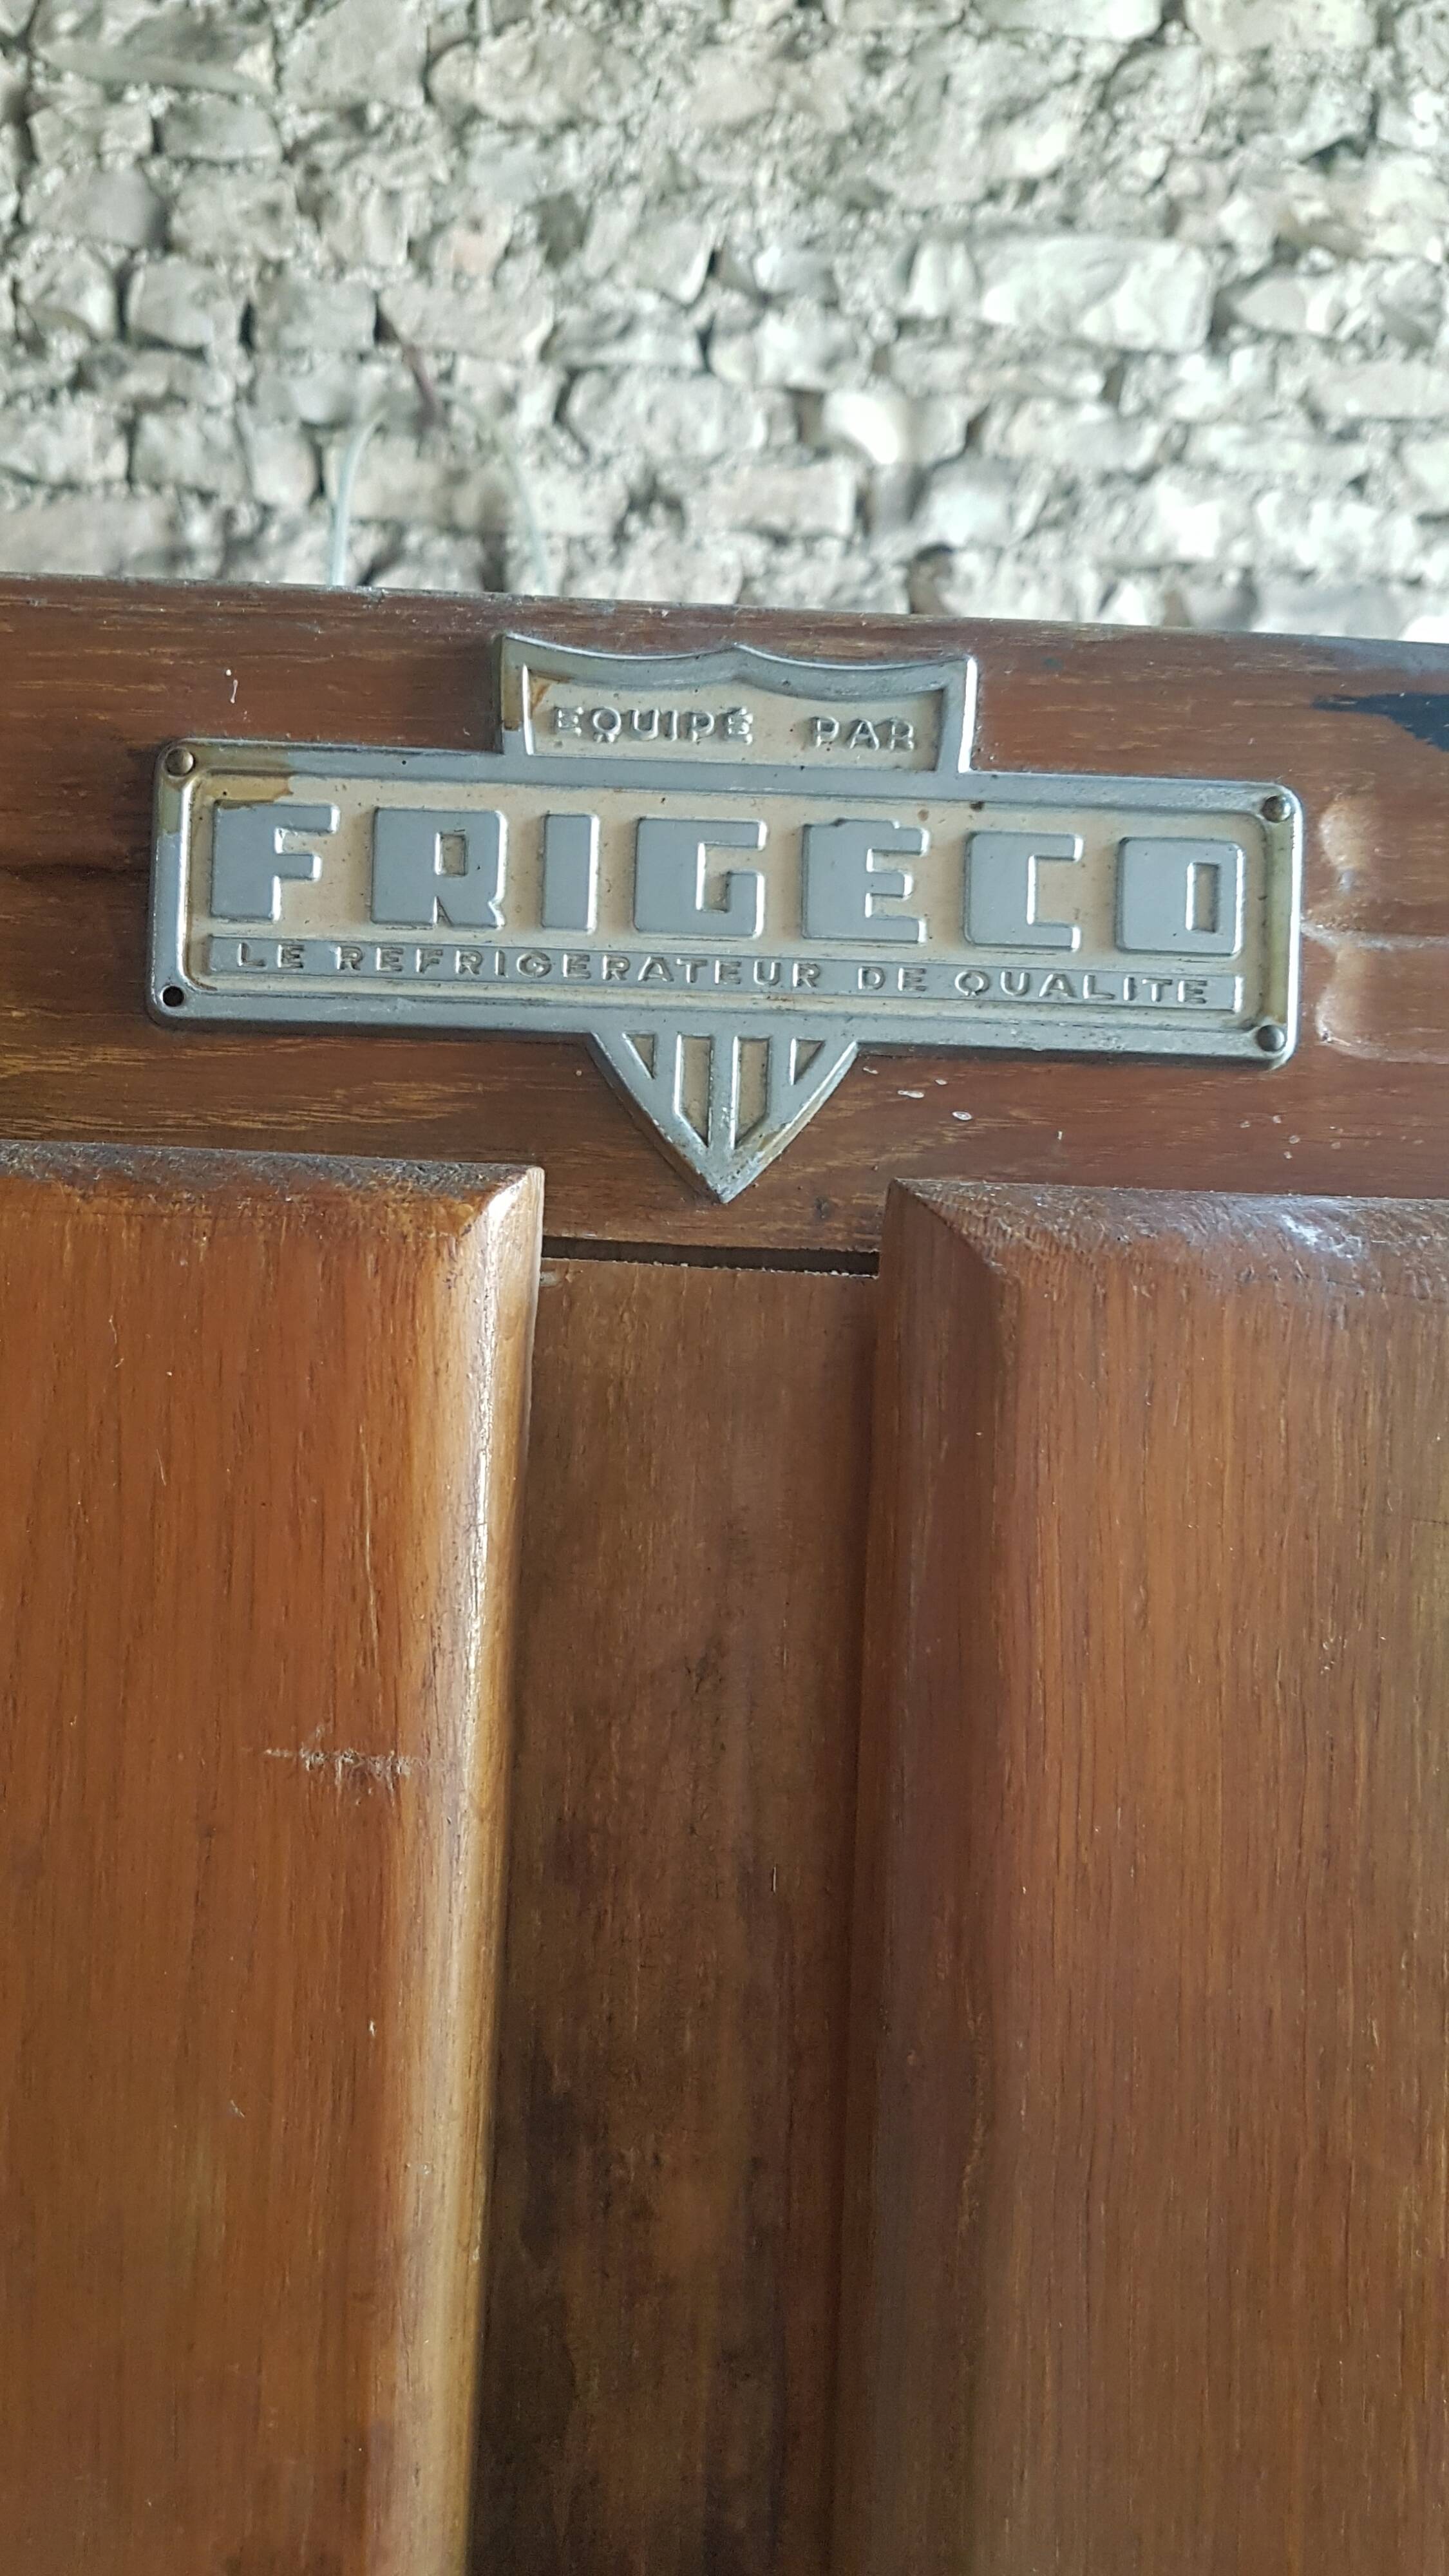 EQUIPÉ PAR
FRIGÉCO
LE REFRIGERATEUR DE QUALITE